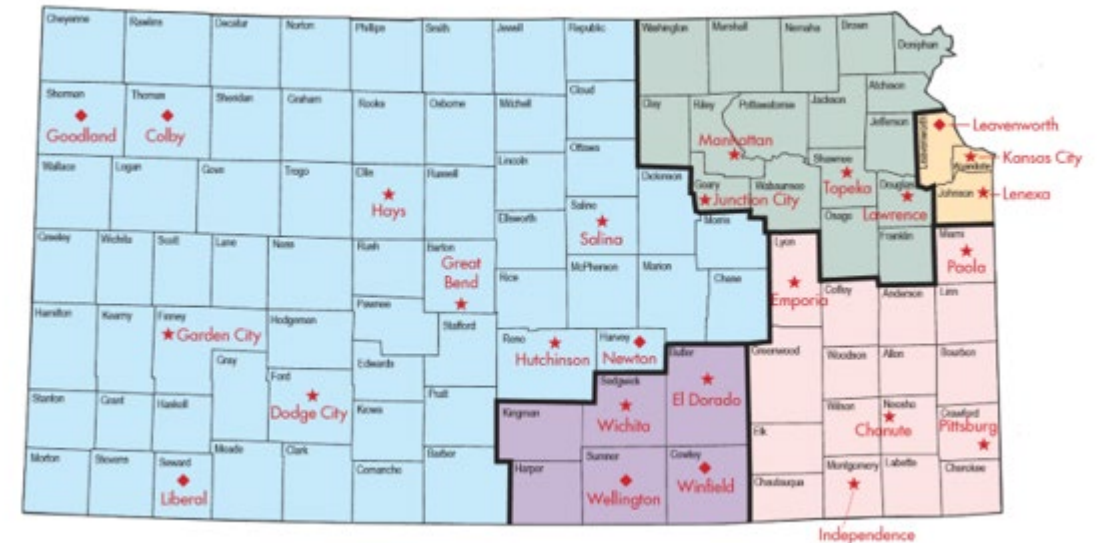 Cheyenne Rawlins Decatur Norton Phillips Smith Jewell Republic Washington Marshall Nemaha Brown
Doniphan
Sherman Thomas Sheridan Graham Rooks Osborne Mitchell Cloud Clay Riley Pottawatomie Jackson Atchison
Goodland Colby
Jefferson Leavenworth
Leavenworth
Manhattan
Ottawa
Kansas City
Wyandotte
Wallace Logan Gove Trego Ellis Russell Lincoln Dickinson Geary Wabaunsee Shawnee Douglas Johnson
Hays
Junction City
Topeka
Lawrence
Lenexa
Saline
Salina
Ellsworth
Morris
Osage
Franklin
Miami
Paola
Greeley Wichita Scott Lane Ness Rush Barton Rice McPherson Marion Chase Lyon
Great
Bend
Emporia
Coffey Anderson Linn
Hamilton Kearny Finney Hodgeman Pawnee Stafford
Garden City
Reno
Hutchinson
Harvey
Newton
Butler
El Dorado
Greenwood Woodson Allen Bourbon
Gray Ford Edwards
Dodge City
Stanton Grant Haskell Kiowa Pratt Kingman Sedgwick
Wichita
Elk Wilson Neosho Crawford
Chanute
Pittsburg
Morton Stevens Seward Meade Clark Comanche Barber Harper Sumner Cowley Chautauqua Montgomery Labette Cherokee
Liberal
Wellington
Winfield
Independence